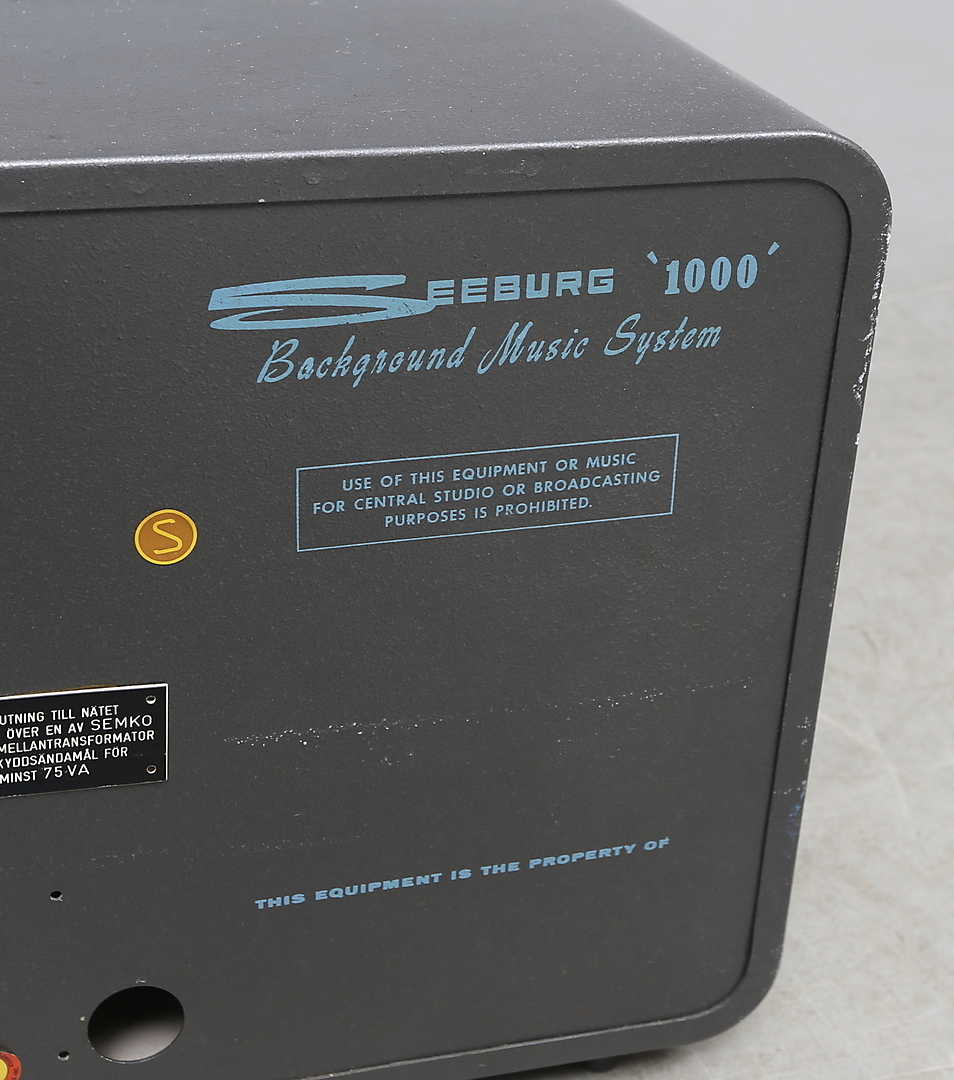 SEEBURG '1000'
Background Music System
USE OF THIS EQUIPMENT OR MUSIC
FOR CENTRAL STUDIO OR BROADCASTING
PURPOSES IS PROHIBITED.
S
UTNING TILL NÄTET
ÖVER EN AV SEMKO
MELLANTRANSFORMATOR
KYDDSÄNDAMÅL FÖR
MINST 75 VA
THIS EQUIPMENT IS THE PROPERTY OF